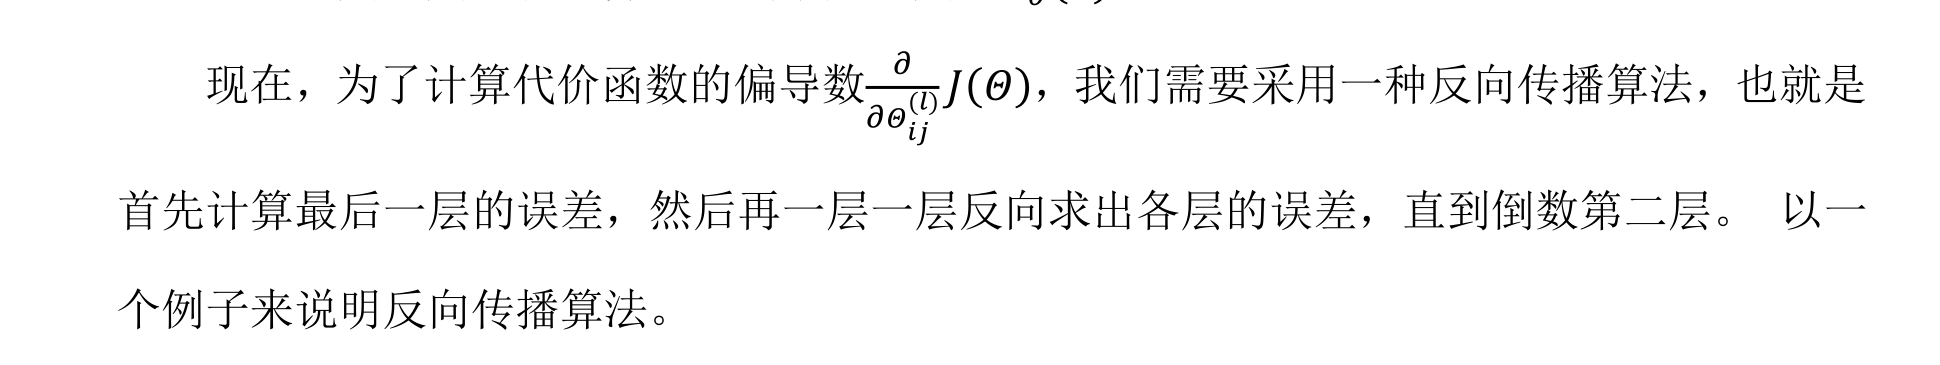 现在，为了计算代价函数的偏导数$\frac{\partial}{\partial\Theta_{ij}^{(l)}}J(\Theta)$，我们需要采用一种反向传播算法，也就是
首先计算最后一层的误差，然后再一层一层反向求出各层的误差，直到倒数第二层。 以一
个例子来说明反向传播算法。